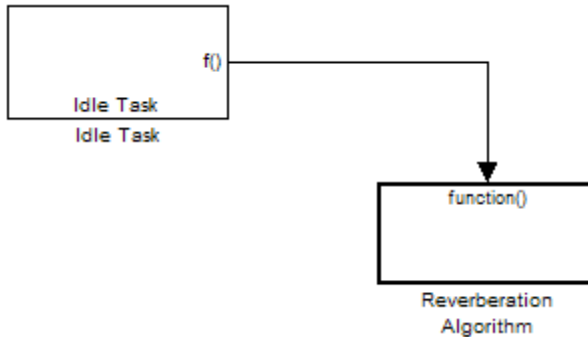 f()
Idle Task
Idle Task
function()
Reverberation
Algorithm